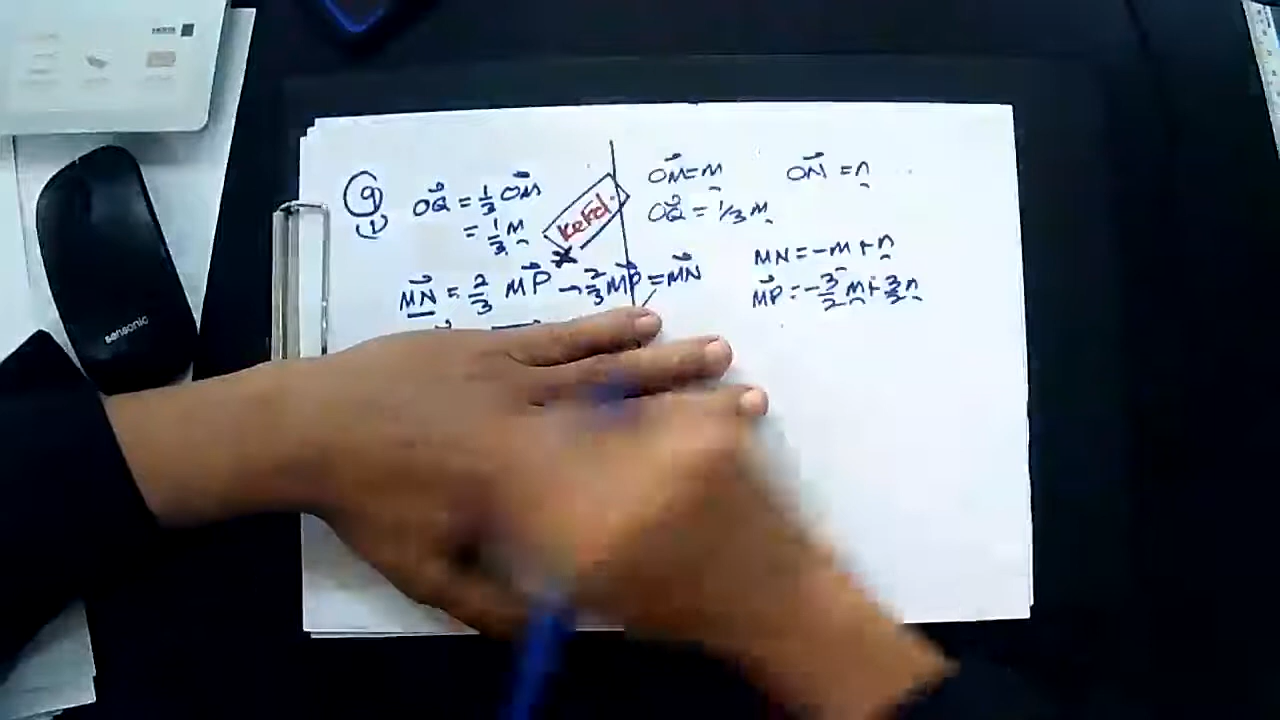 9
OQ⃗ = 1/3 OM⃗
= 1/3 m
Kefd.
MN⃗ = 2/3 MP⃗ → 2/3 MP⃗ = MN⃗
OM⃗ = m
ON⃗ = n
OQ⃗ = 1/3 m
MN = -m + n
MP⃗ = -3/2 m + 3/2 n
sensonic